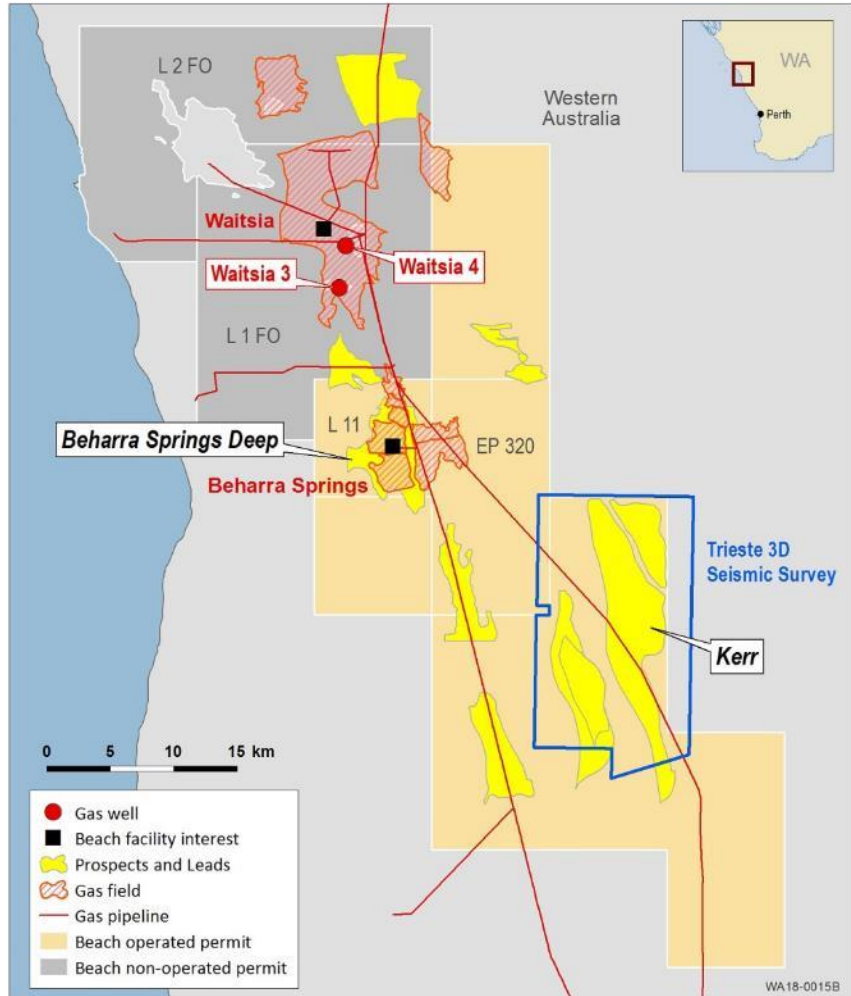 L 2 FO
WA
Perth
Western
Australia
Waitsia
Waitsia 4
Waitsia 3
L 1 FO
L 11
Beharra Springs Deep
EP 320
Beharra Springs
Trieste 3D
Seismic Survey
Kerr
0 5 10 15 km
Gas well
Beach facility interest
Prospects and Leads
Gas field
Gas pipeline
Beach operated permit
Beach non-operated permit
WA18-0015B